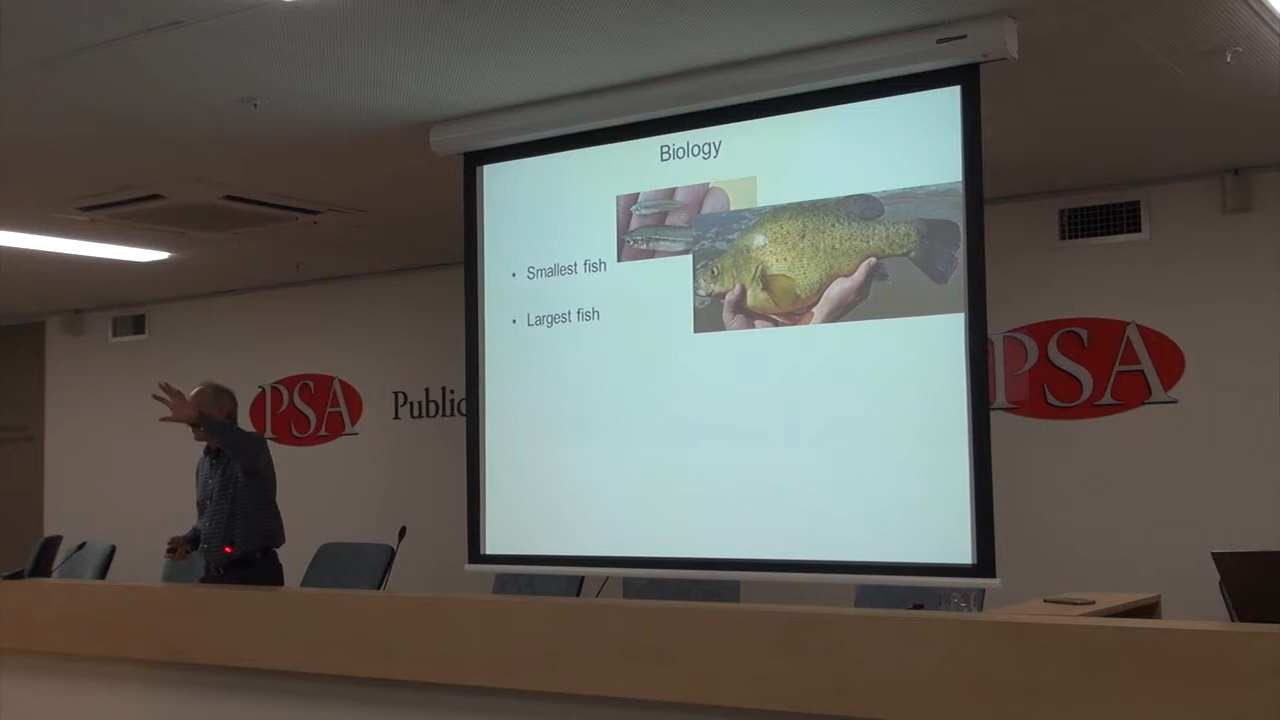 Biology
• Smallest fish
• Largest fish
PSA
Public
PSA